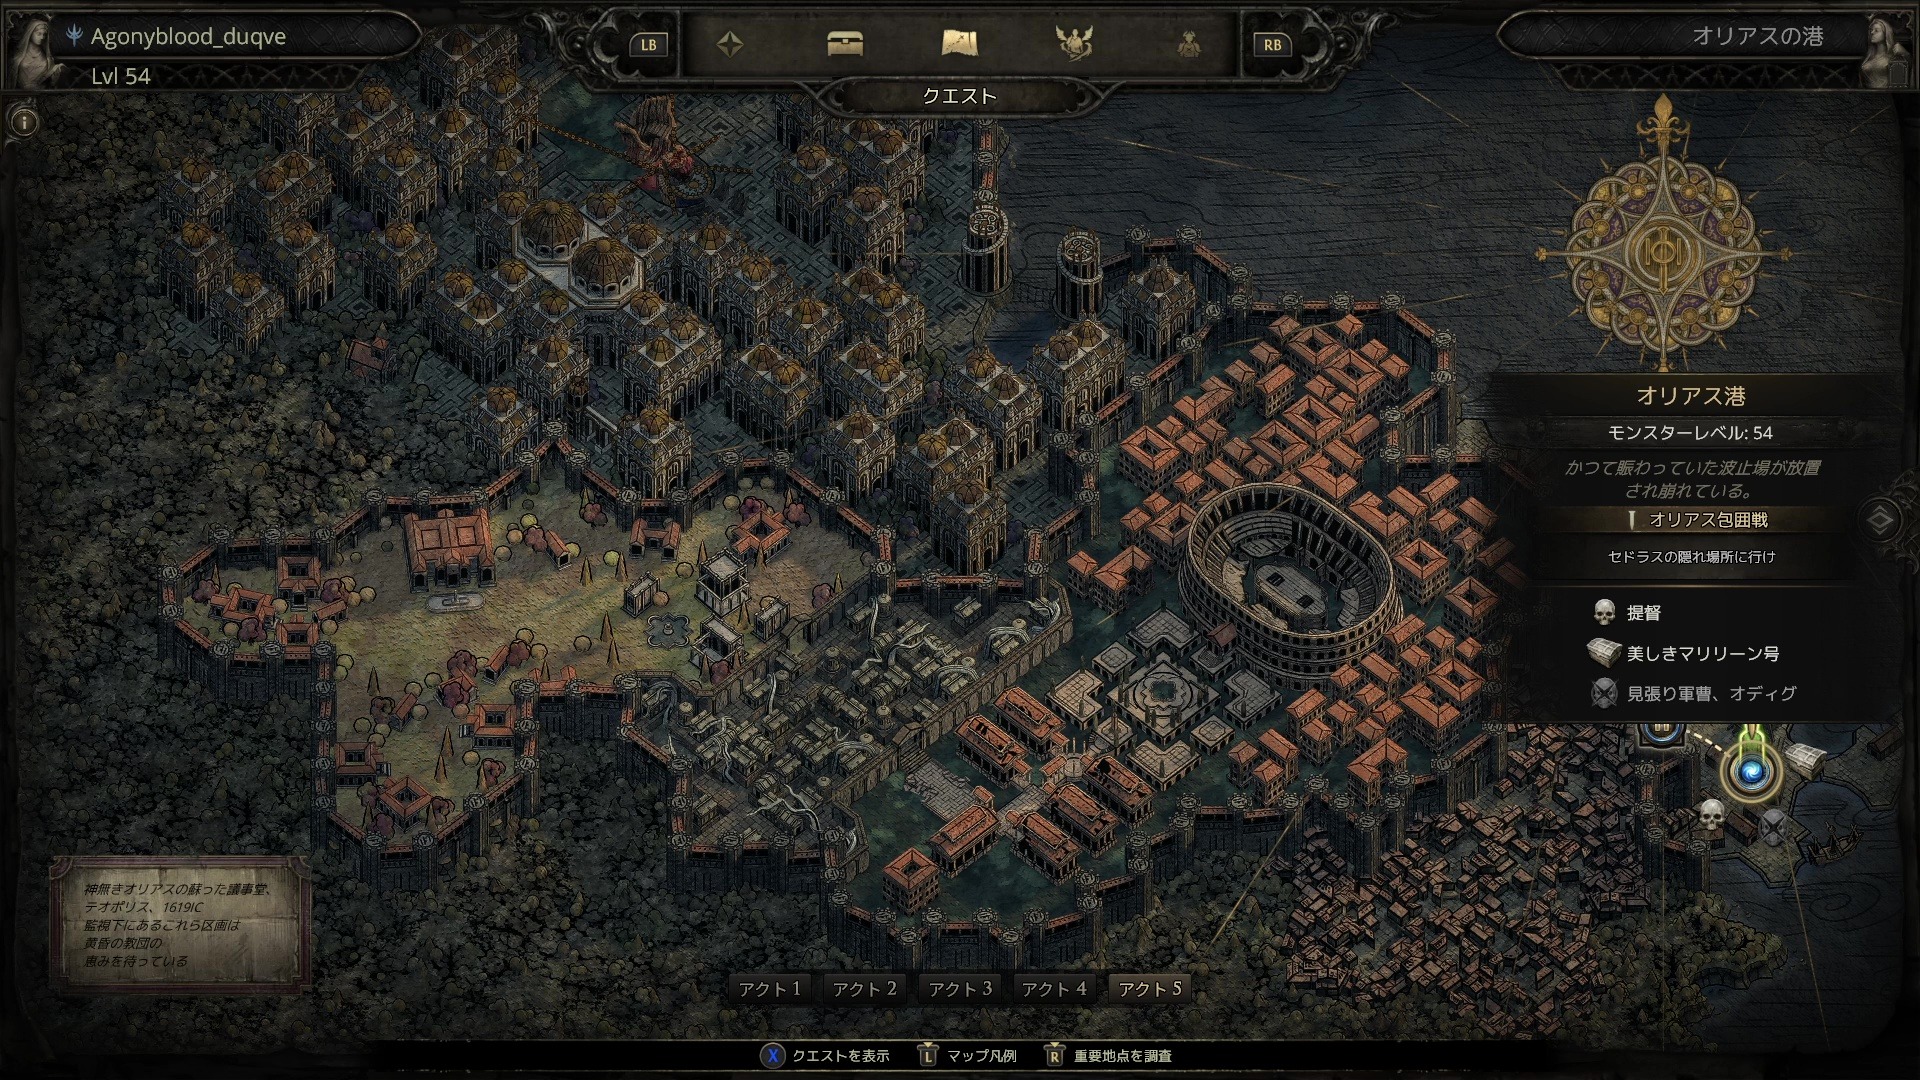 Agonyblood_duqve
Lvl 54
LB
RB
クエスト
オリアスの港
オリアス港
モンスターレベル: 54
かつて賑わっていた波止場が放置
され崩れている。
オリアス包囲戦
セドラスの隠れ場所に行け
提督
美しきマリリーン号
見張り軍曹、オディグ
神無きオリアスの蘇った議事堂、
テオポリス、1619IC
監視下にあるこれら区画は
黄昏の教団の
恵みを待っている
アクト 1
アクト 2
アクト 3
アクト 4
アクト 5
X クエストを表示
L マップ凡例
R 重要地点を調査